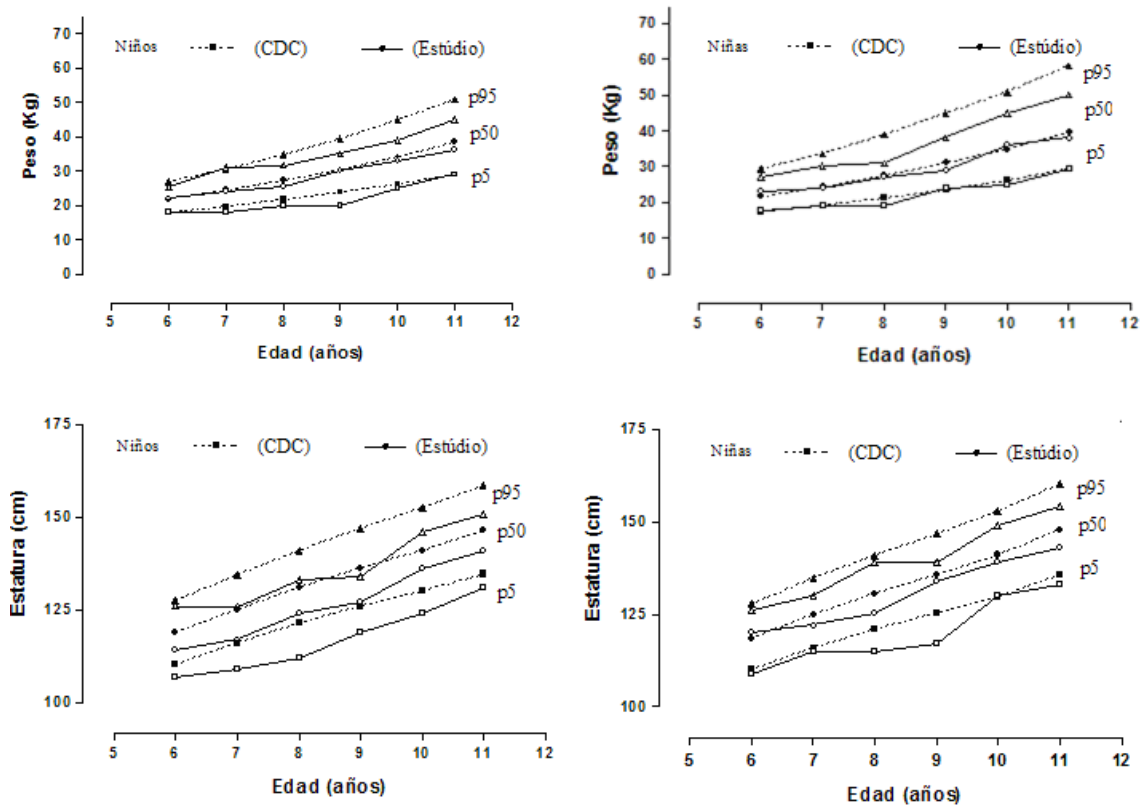 Niños (CDC) (Estúdio)
Peso (Kg)
70
60
50
40
30
20
10
0
p95
p50
p5
5 6 7 8 9 10 11 12
Edad (años)
Niñas (CDC) (Estúdio)
Peso (Kg)
70
60
50
40
30
20
10
0
p95
p50
p5
5 6 7 8 9 10 11 12
Edad (años)
Niños (CDC) (Estúdio)
Estatura (cm)
175
150
125
100
p95
p50
p5
5 6 7 8 9 10 11 12
Edad (años)
Niñas (CDC) (Estúdio)
Estatura (cm)
175
150
125
100
p95
p50
p5
5 6 7 8 9 10 11 12
Edad (años)